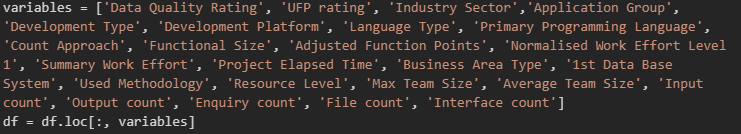 variables = ['Data Quality Rating', 'UFP rating', 'Industry Sector','Application Group',
'Development Type', 'Development Platform', 'Language Type', 'Primary Programming Language',
'Count Approach', 'Functional Size', 'Adjusted Function Points', 'Normalised Work Effort Level
1', 'Summary Work Effort', 'Project Elapsed Time', 'Business Area Type', '1st Data Base
System', 'Used Methodology', 'Resource Level', 'Max Team Size', 'Average Team Size', 'Input
count', 'Output count', 'Enquiry count', 'File count', 'Interface count']
df = df.loc[:, variables]